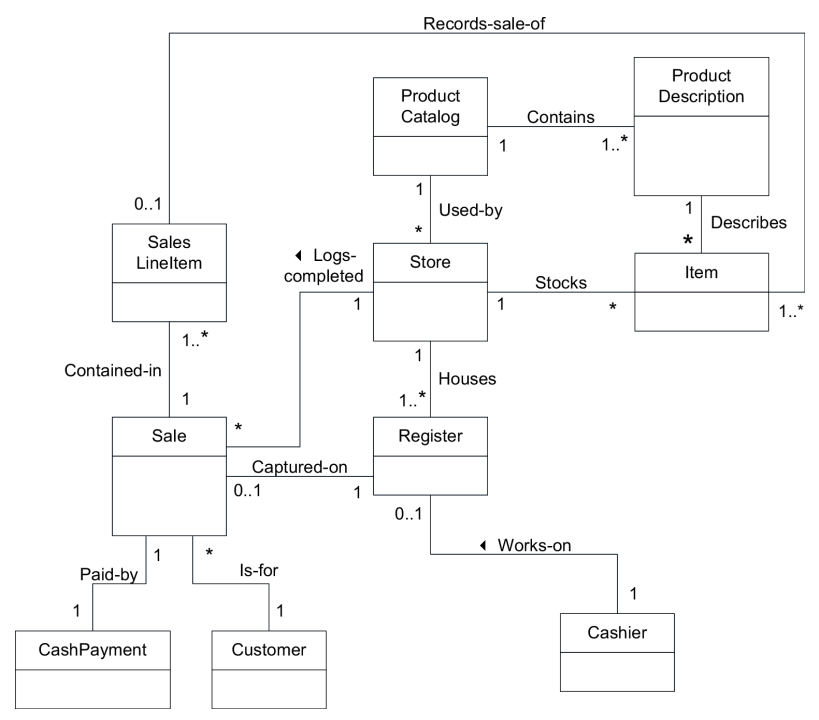 Records-sale-of
Product
Catalog
Contains
1
1..*
Product
Description
0..1
1
Used-by
*
1
Describes
*
Sales
LineItem
◄ Logs-
completed
1
Store
Stocks
1
*
Item
1..*
1..*
Contained-in
1
1
Houses
1..*
Sale
*
Captured-on
0..1
1
Register
0..1
◄ Works-on
1
1
Paid-by
1
*
Is-for
1
CashPayment
Customer
Cashier